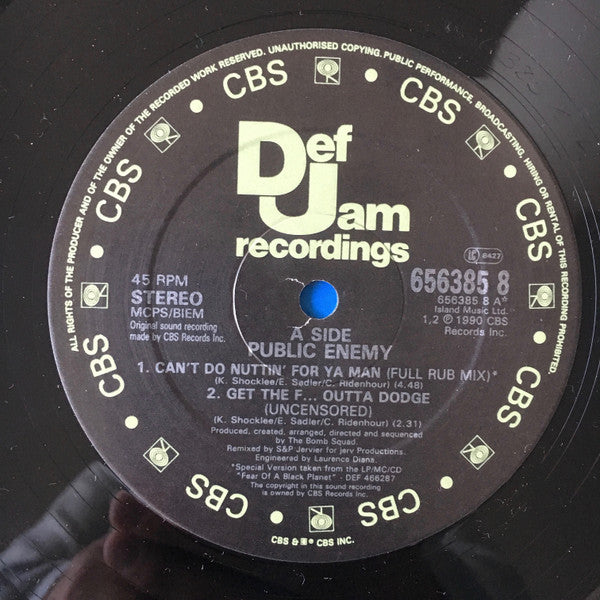 ALL RIGHTS OF THE PRODUCER AND OF THE OWNER OF THE RECORDED WORK RESERVED. UNAUTHORISED COPYING. PUBLIC PERFORMANCE, BROADCASTING, HIRING OR RENTAL OF THIS RECORDING PROHIBITED.
CBS
CBS
CBS
CBS
CBS
CBS
CBS
CBS
Def
Jam
recordings
45 RPM
STEREO
MCPS/BIEM
Original sound recording
made by CBS Records Inc.
LC 6427
656385 8
656385 8 A*
Island Music Ltd.
1,2 ℗ 1990 CBS
Records Inc.
A SIDE
PUBLIC ENEMY
1. CAN'T DO NUTTIN' FOR YA MAN (FULL RUB MIX)*
(K. Shocklee/E. Sadler/C. Ridenhour) (4.48)
2. GET THE F... OUTTA DODGE
(UNCENSORED)
(K. Shocklee/E. Sadler/C. Ridenhour) (2.31)
Produced, created, arranged, directed and sequenced
by The Bomb Squad.
Remixed by S&P Jervier for jerv Productions.
Engineered by Laurence Diana.
*Special Version taken from the LP/MC/CD
"Fear Of A Black Planet" - DEF 466287
The copyright in this sound recording
is owned by CBS Records Inc.
CBS & ® CBS INC.